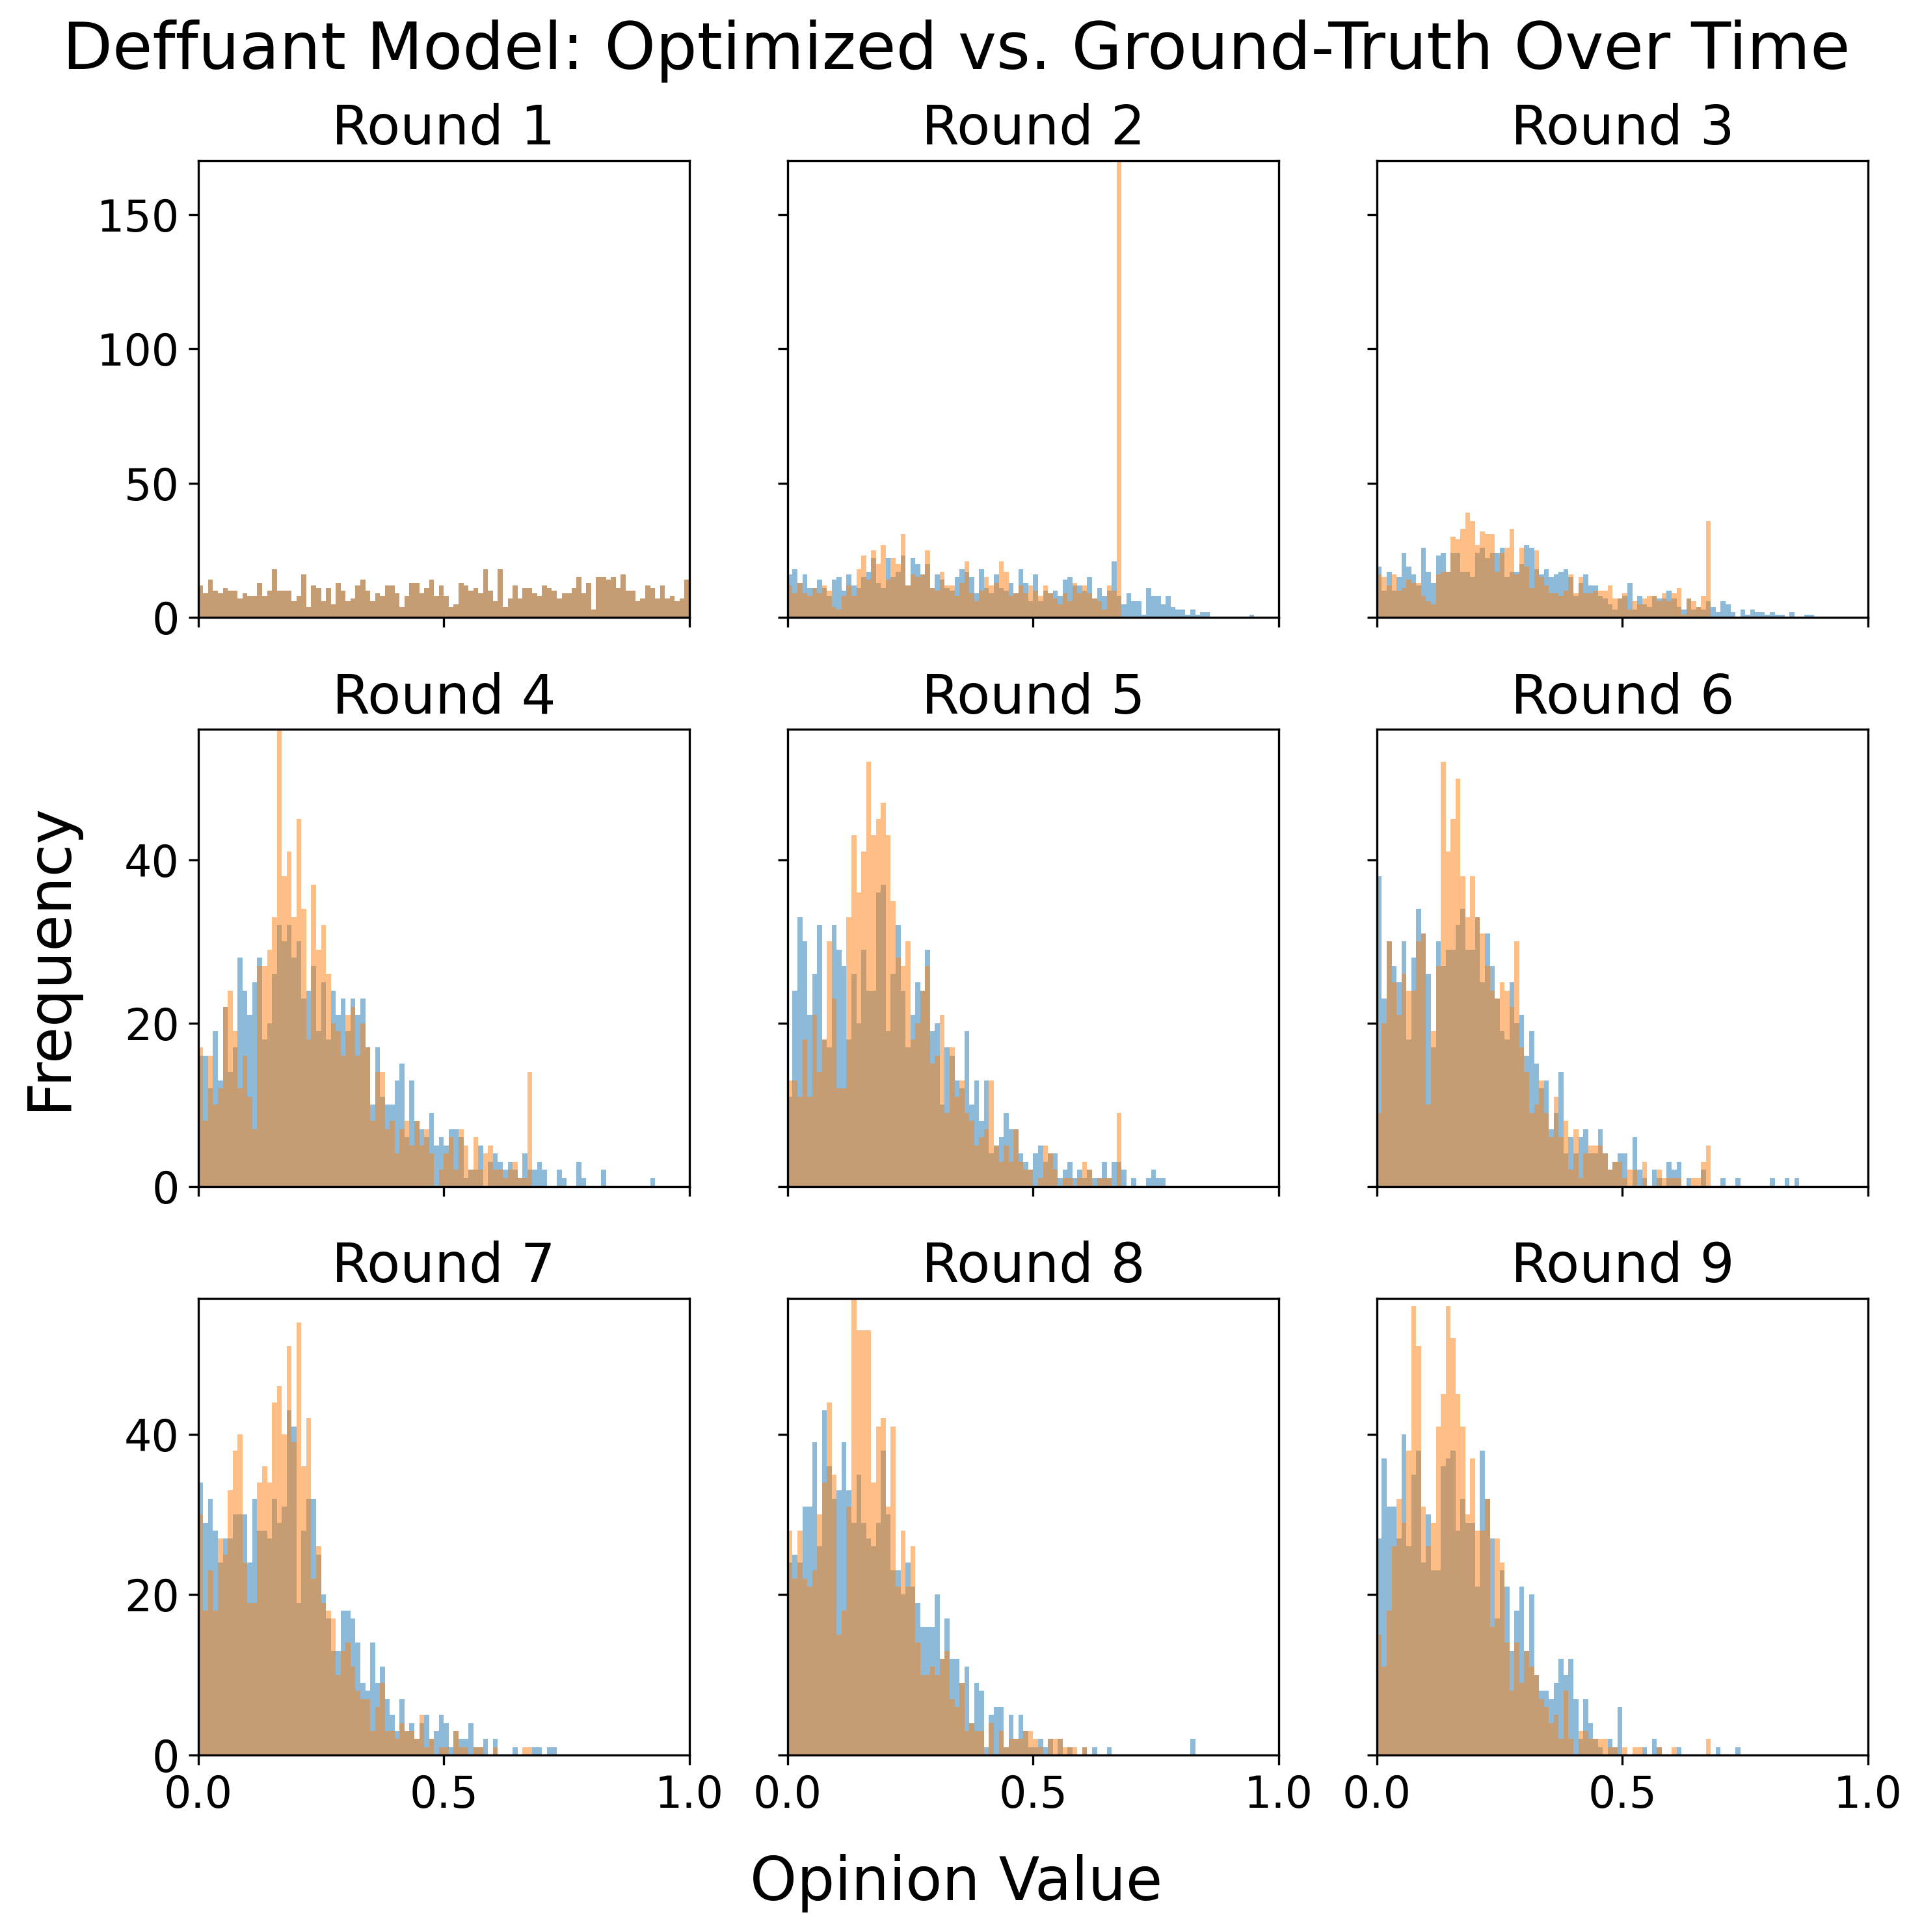 Deffuant Model: Optimized vs. Ground-Truth Over Time
Round 1
Round 2
Round 3
150
100
50
0
Round 4
Round 5
Round 6
40
20
0
Frequency
Round 7
Round 8
Round 9
40
20
0
0.0 0.5 1.0 0.0 0.5 1.0 0.0 0.5 1.0
Opinion Value